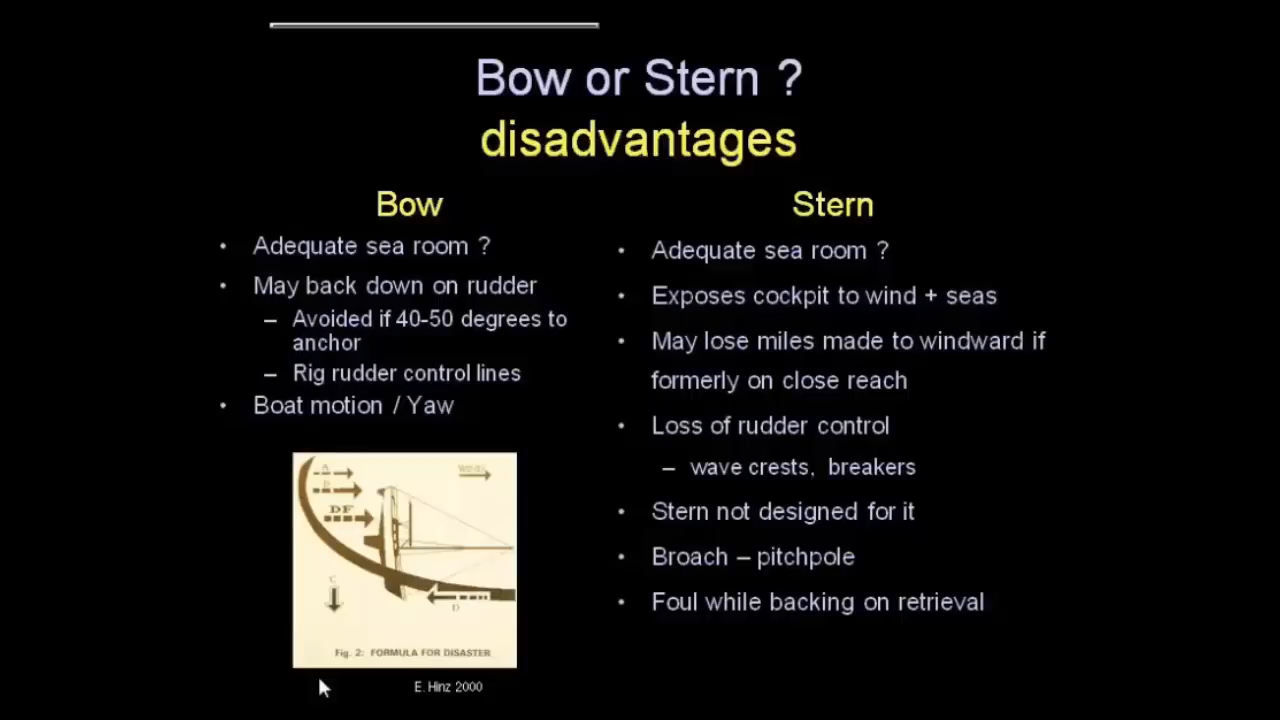 Bow or Stern ?
disadvantages
Bow
• Adequate sea room ?
• May back down on rudder
– Avoided if 40-50 degrees to
anchor
– Rig rudder control lines
• Boat motion / Yaw
A
B
DF
C
D
Fig. 2: FORMULA FOR DISASTER
E. Hinz 2000
Stern
• Adequate sea room ?
• Exposes cockpit to wind + seas
• May lose miles made to windward if
formerly on close reach
• Loss of rudder control
– wave crests, breakers
• Stern not designed for it
• Broach – pitchpole
• Foul while backing on retrieval